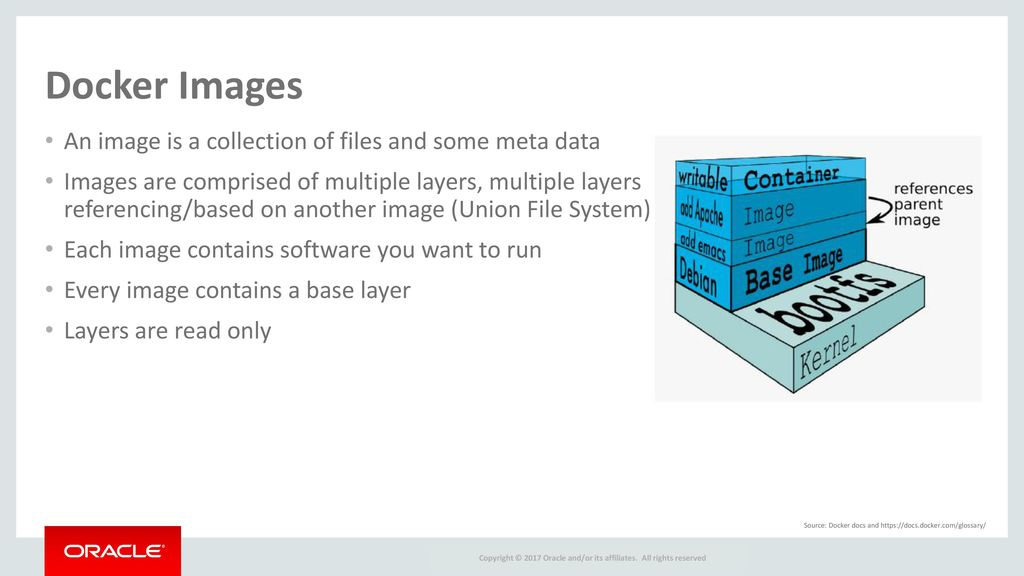 Docker Images
• An image is a collection of files and some meta data
• Images are comprised of multiple layers, multiple layers
referencing/based on another image (Union File System)
• Each image contains software you want to run
• Every image contains a base layer
• Layers are read only
writable Container
add Apache Image
add emacs Image
Debian Base Image
bootfs
Kernel
references
parent
image
Source: Docker docs and https://docs.docker.com/glossary/
ORACLE®
Copyright © 2017 Oracle and/or its affiliates. All rights reserved